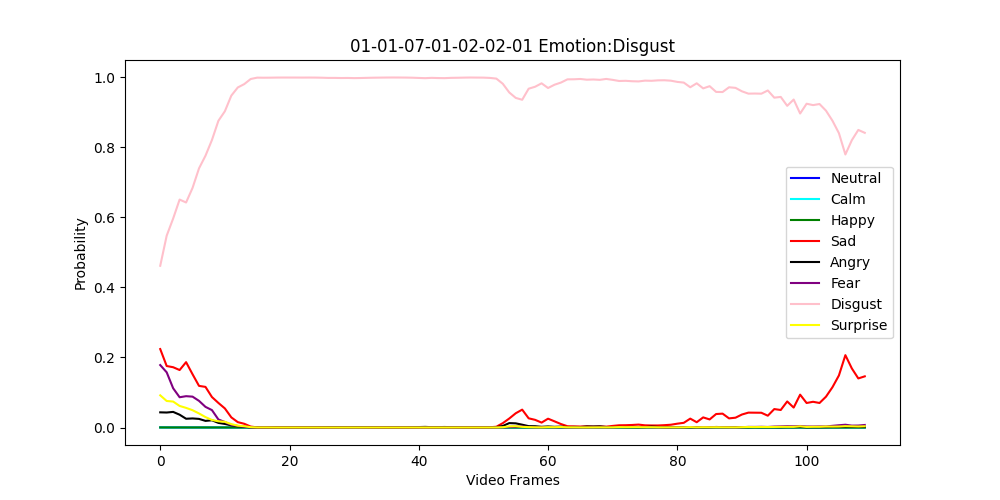 01-01-07-01-02-02-01 Emotion:Disgust
1.0
0.8
0.6
0.4
0.2
0.0
Probability
0 20 40 60 80 100
Video Frames
Neutral
Calm
Happy
Sad
Angry
Fear
Disgust
Surprise